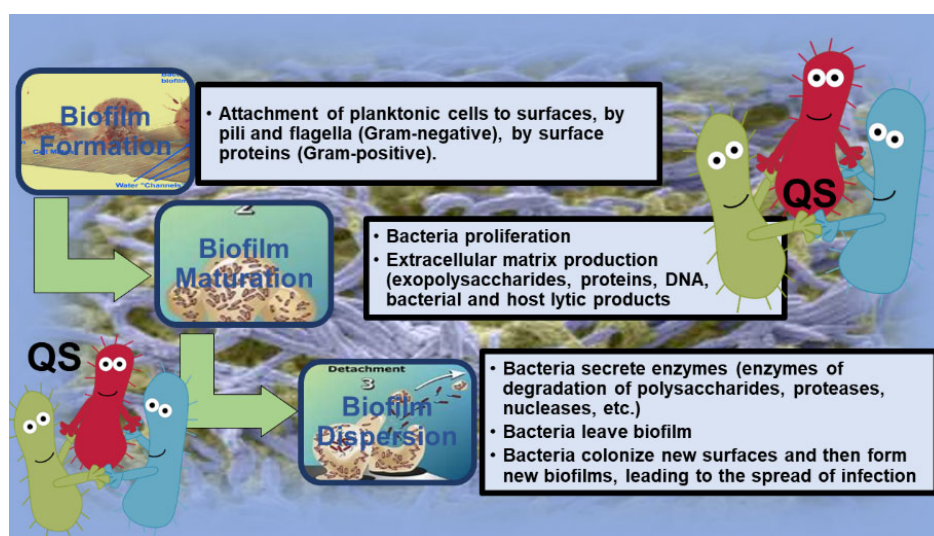 Biofilm
Formation
Water "Channels"
• Attachment of planktonic cells to surfaces, by
pili and flagella (Gram-negative), by surface
proteins (Gram-positive).
QS
2
Biofilm
Maturation
• Bacteria proliferation
• Extracellular matrix production
(exopolysaccharides, proteins, DNA,
bacterial and host lytic products
QS
Detachment
3
Biofilm
Dispersion
• Bacteria secrete enzymes (enzymes of
degradation of polysaccharides, proteases,
nucleases, etc.)
• Bacteria leave biofilm
• Bacteria colonize new surfaces and then form
new biofilms, leading to the spread of infection